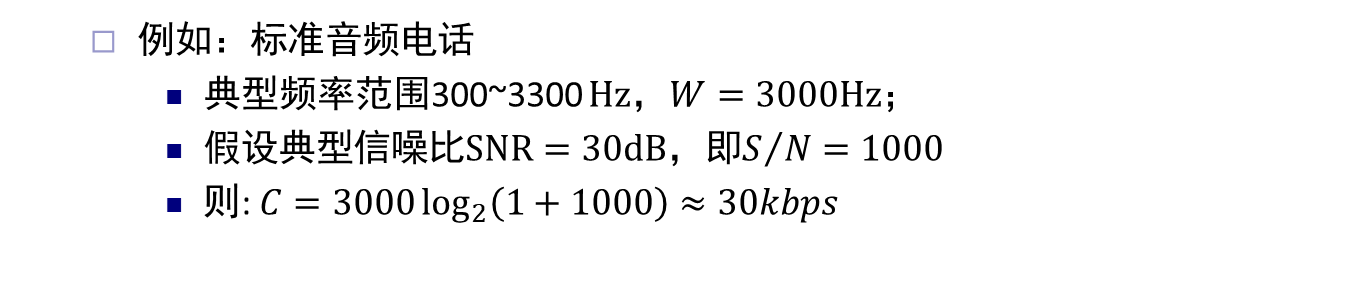 例如：标准音频电话
典型频率范围300~3300 Hz，W = 3000Hz；
假设典型信噪比SNR = 30dB，即S/N = 1000
则: C = 3000 log₂(1 + 1000) ≈ 30kbps